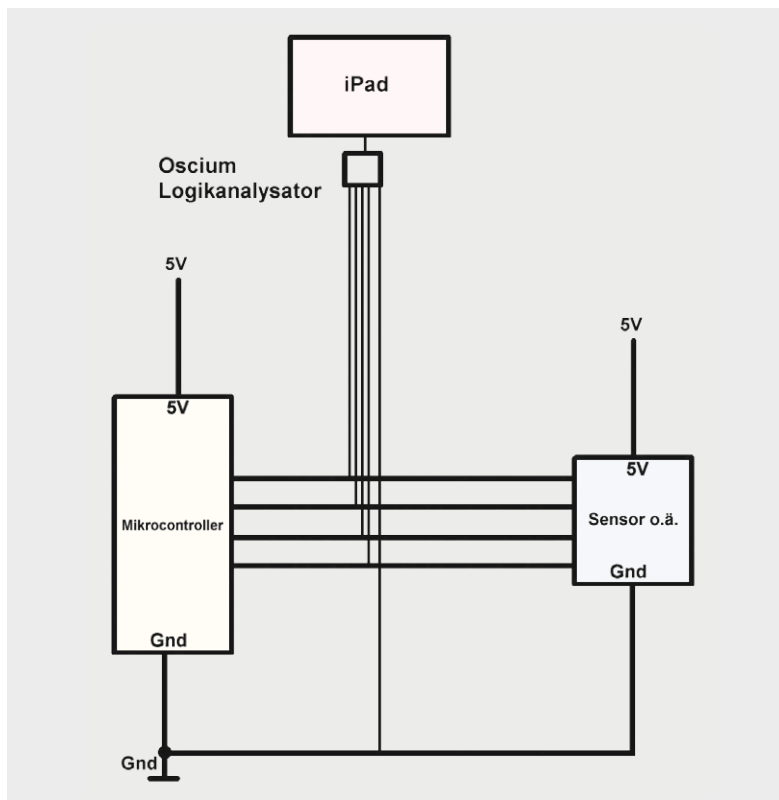 iPad
Oscium
Logikanalysator
5V
5V
5V
5V
Mikrocontroller
Sensor o.ä.
Gnd
Gnd
Gnd